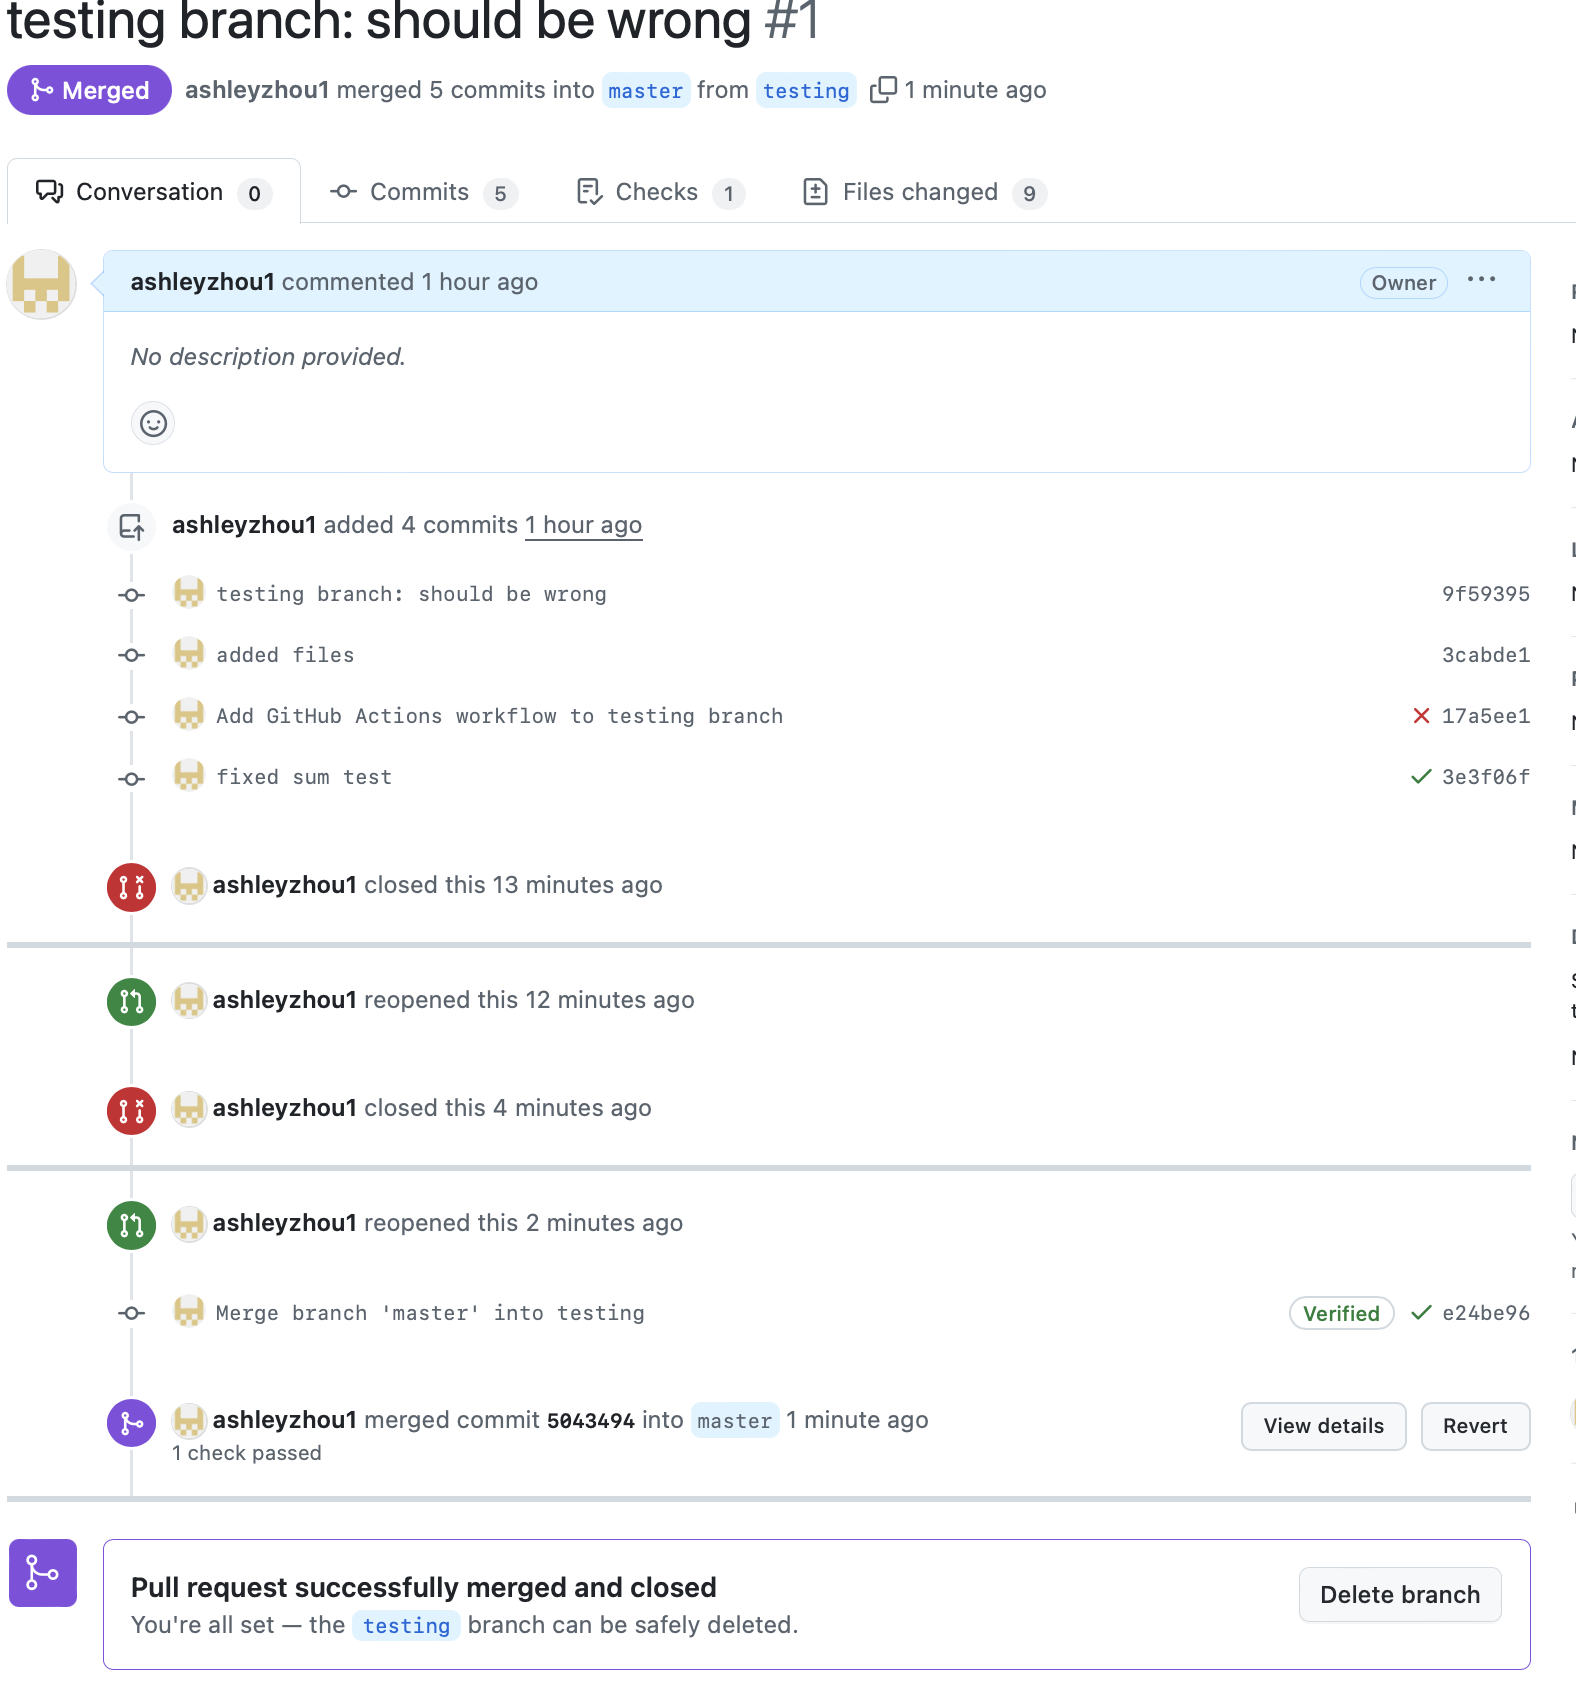 testing branch: should be wrong #1
Merged ashleyzhou1 merged 5 commits into master from testing 1 minute ago
Conversation 0 Commits 5 Checks 1 Files changed 9
ashleyzhou1 commented 1 hour ago Owner ...
No description provided.
ashleyzhou1 added 4 commits 1 hour ago
testing branch: should be wrong 9f59395
added files 3cabde1
Add GitHub Actions workflow to testing branch 17a5ee1
fixed sum test 3e3f06f
ashleyzhou1 closed this 13 minutes ago
ashleyzhou1 reopened this 12 minutes ago
ashleyzhou1 closed this 4 minutes ago
ashleyzhou1 reopened this 2 minutes ago
Merge branch 'master' into testing Verified e24be96
ashleyzhou1 merged commit 5043494 into master 1 minute ago View details Revert
1 check passed
Pull request successfully merged and closed
You're all set — the testing branch can be safely deleted.
Delete branch